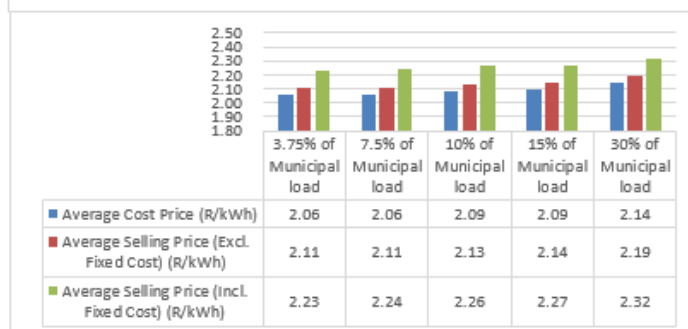 2.50
2.40
2.30
2.20
2.10
2.00
1.90
1.80
3.75% of Municipal load
7.5% of Municipal load
10% of Municipal load
15% of Municipal load
30% of Municipal load
Average Cost Price (R/kWh) 2.06 2.06 2.09 2.09 2.14
Average Selling Price (Excl. Fixed Cost) (R/kWh) 2.11 2.11 2.13 2.14 2.19
Average Selling Price (Incl. Fixed Cost) (R/kWh) 2.23 2.24 2.26 2.27 2.32